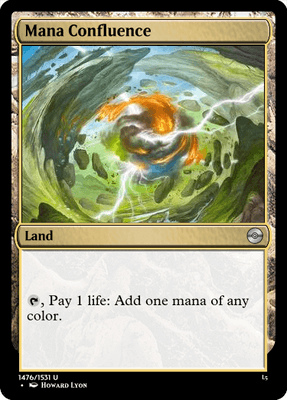 Mana Confluence
Land
, Pay 1 life: Add one mana of any
color.
1476/1531 U
Howard Lyon